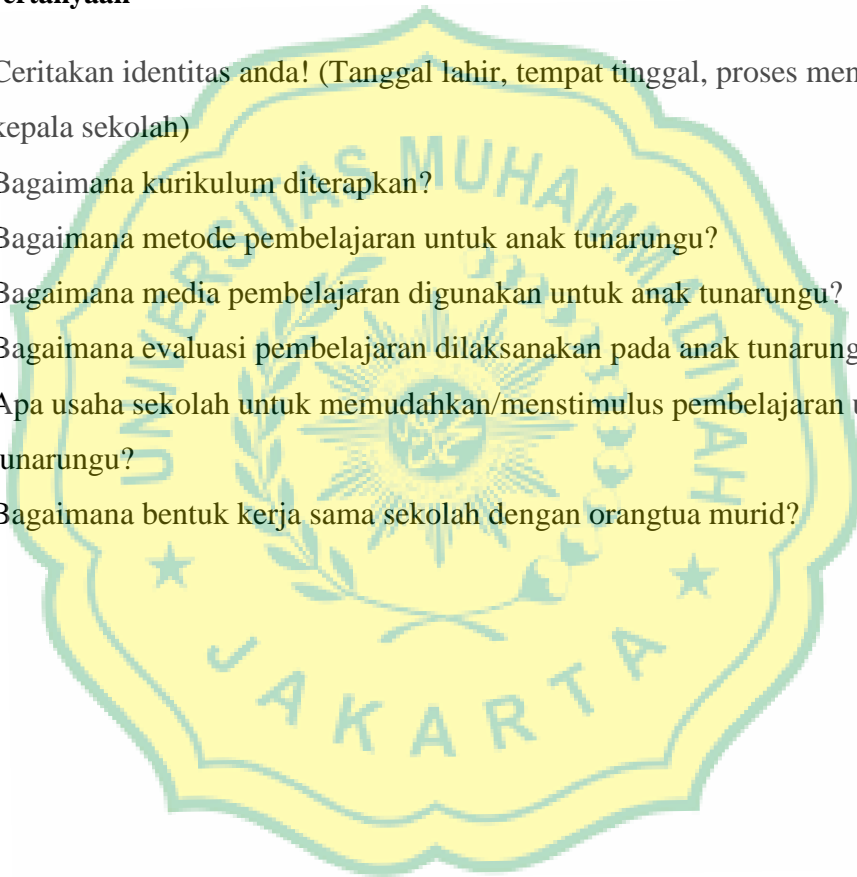 ertanyaan
Ceritakan identitas anda! (Tanggal lahir, tempat tinggal, proses men
kepala sekolah)
Bagaimana kurikulum diterapkan?
Bagaimana metode pembelajaran untuk anak tunarungu?
Bagaimana media pembelajaran digunakan untuk anak tunarungu?
Bagaimana evaluasi pembelajaran dilaksanakan pada anak tunarung
Apa usaha sekolah untuk memudahkan/menstimulus pembelajaran u
unarungu?
Bagaimana bentuk kerja sama sekolah dengan orangtua murid?
UNIVERSITAS MUHAMMADIYAH
JAKARTA